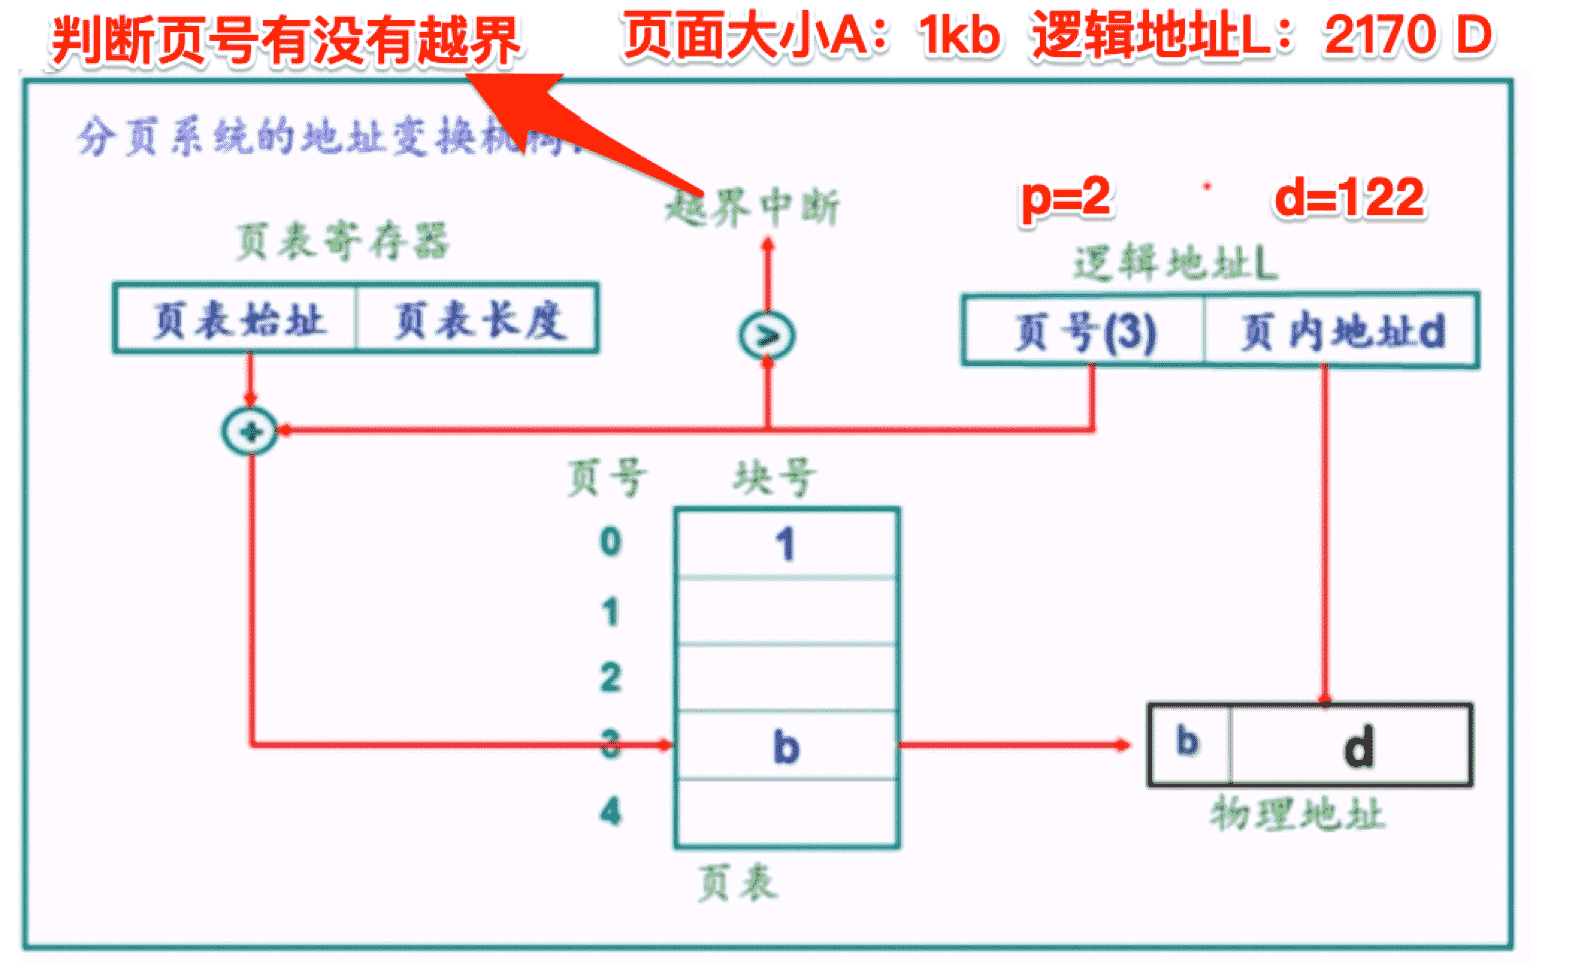 判断页号有没有越界 页面大小A：1kb 逻辑地址L：2170 D
分页系统的地址变换机构
越界中断
p=2 d=122
页表寄存器
逻辑地址L
页表始址 页表长度
>
页号(3) 页内地址d
+
页号 块号
0 1
1
2
3 b
b d
4
物理地址
页表